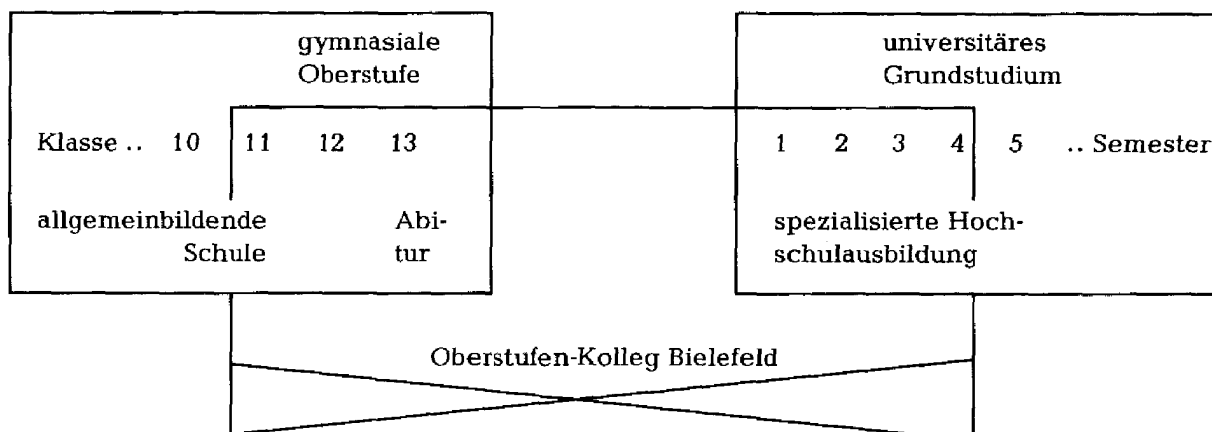 gymnasiale
Oberstufe
Klasse .. 10 11 12 13
allgemeinbildende Abi-
Schule tur
universitäres
Grundstudium
1 2 3 4 5 .. Semester
spezialisierte Hoch-
schulausbildung
Oberstufen-Kolleg Bielefeld